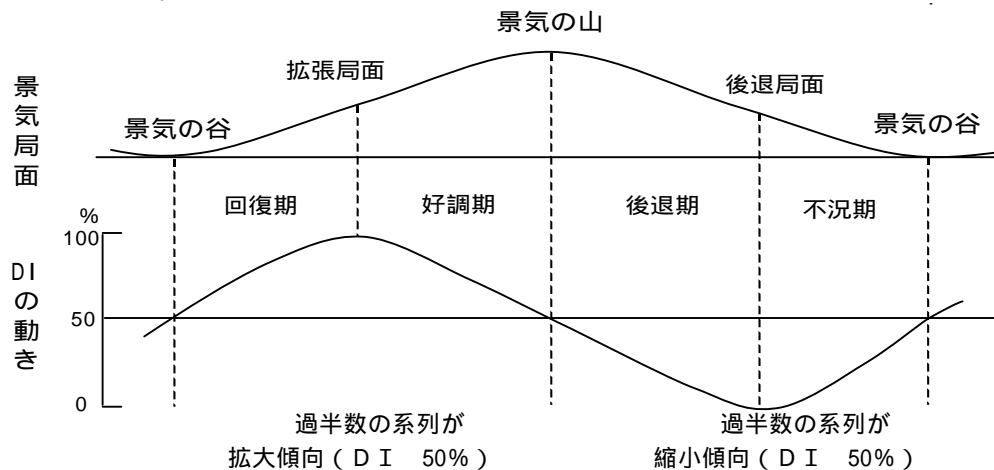 景気の山
拡張局面
後退局面
景気の谷
景気の谷
景気局面
回復期
好調期
後退期
不況期
%
100
50
0
DIの動き
過半数の系列が
拡大傾向(DI 50%)
過半数の系列が
縮小傾向(DI 50%)